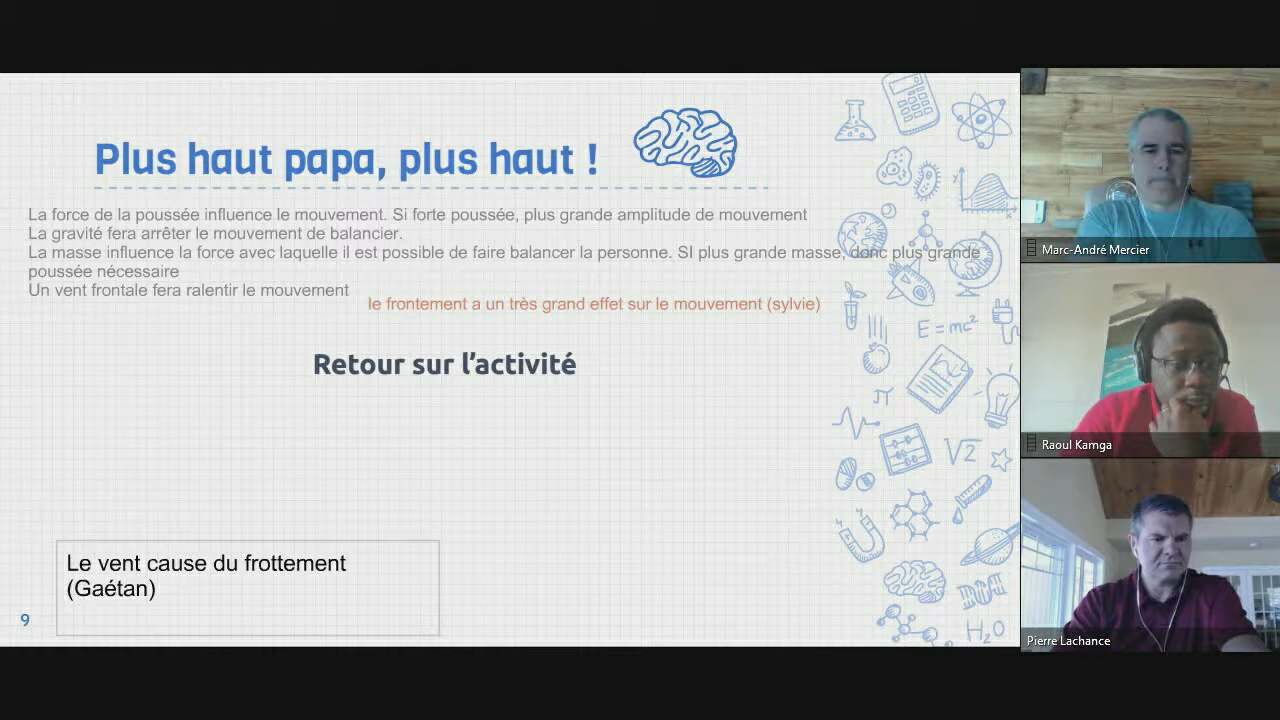 Plus haut papa, plus haut !
La force de la poussée influence le mouvement. Si forte poussée, plus grande amplitude de mouvement
La gravité fera arrêter le mouvement de balancier.
La masse influence la force avec laquelle il est possible de faire balancer la personne. SI plus grande masse, donc plus grande
poussée nécessaire
Un vent frontale fera ralentir le mouvement
le frontement a un très grand effet sur le mouvement (sylvie)
Retour sur l'activité
Le vent cause du frottement
(Gaétan)
9
y
x
E=mc²
π
√2
H₂O
Marc-André Mercier
Raoul Kamga
Pierre Lachance